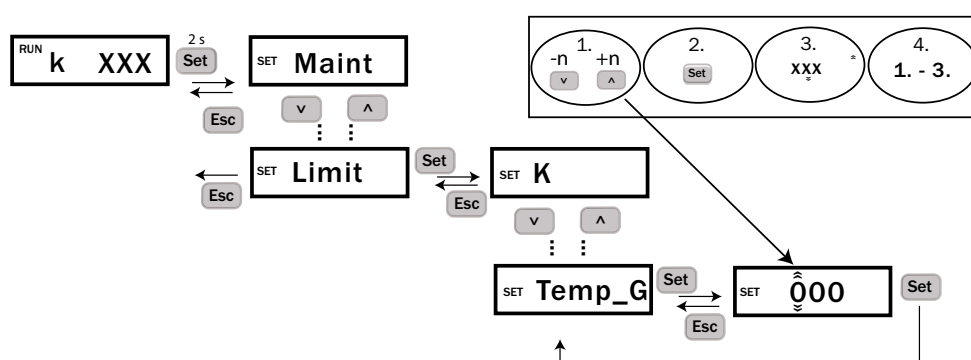 RUN k XXX
2 s
Set
Esc
SET Maint
v ^
SET Limit
Esc
Set
Esc
SET K
v ^
SET Temp_G
Set
Esc
SET 000
Set
1.
-n +n
v ^
2.
Set
3.
xxx
4.
1. - 3.